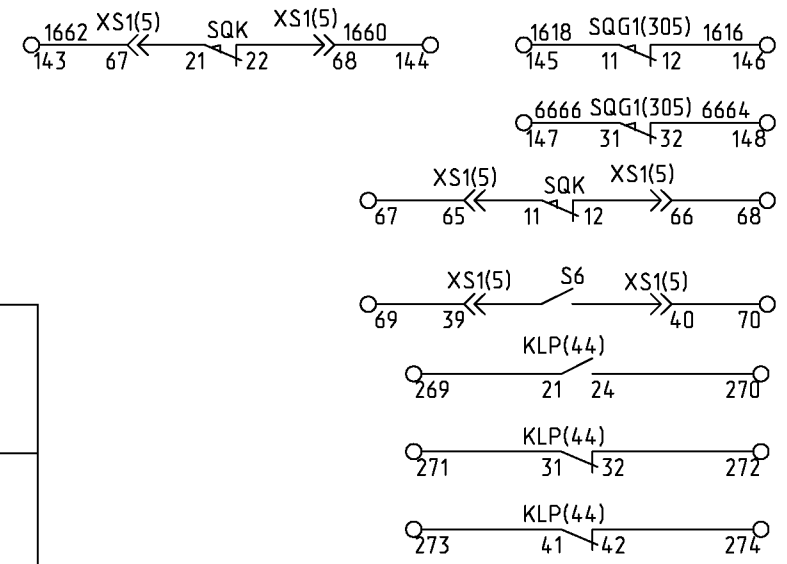 1662 XS1(5) SQK XS1(5) 1660
143 67 21 22 68 144
1618 SQG1(305) 1616
145 11 12 146
6666 SQG1(305) 6664
147 31 32 148
XS1(5) SQK XS1(5)
67 65 11 12 66 68
XS1(5) S6 XS1(5)
69 39 40 70
KLP(44)
269 21 24 270
KLP(44)
271 31 32 272
KLP(44)
273 41 42 274